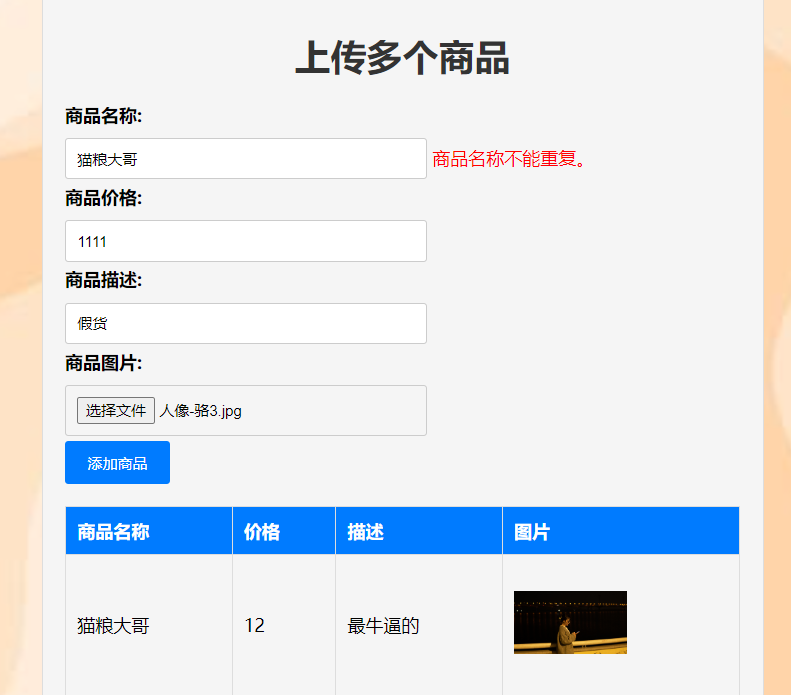 上传多个商品
商品名称:
猫粮大哥 商品名称不能重复。
商品价格:
1111
商品描述:
假货
商品图片:
选择文件 人像-骆3.jpg
添加商品
商品名称 价格 描述 图片
猫粮大哥 12 最牛逼的